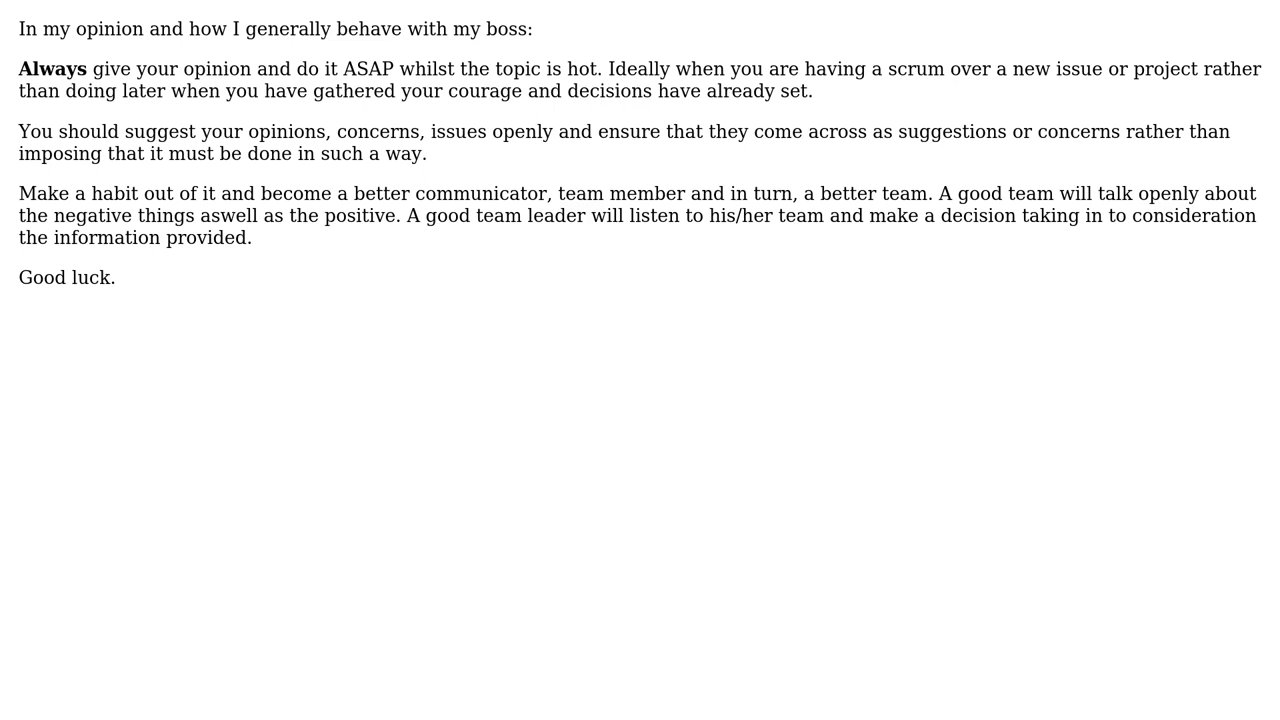 In my opinion and how I generally behave with my boss:
Always give your opinion and do it ASAP whilst the topic is hot. Ideally when you are having a scrum over a new issue or project rather
than doing later when you have gathered your courage and decisions have already set.
You should suggest your opinions, concerns, issues openly and ensure that they come across as suggestions or concerns rather than
imposing that it must be done in such a way.
Make a habit out of it and become a better communicator, team member and in turn, a better team. A good team will talk openly about
the negative things aswell as the positive. A good team leader will listen to his/her team and make a decision taking in to consideration
the information provided.
Good luck.